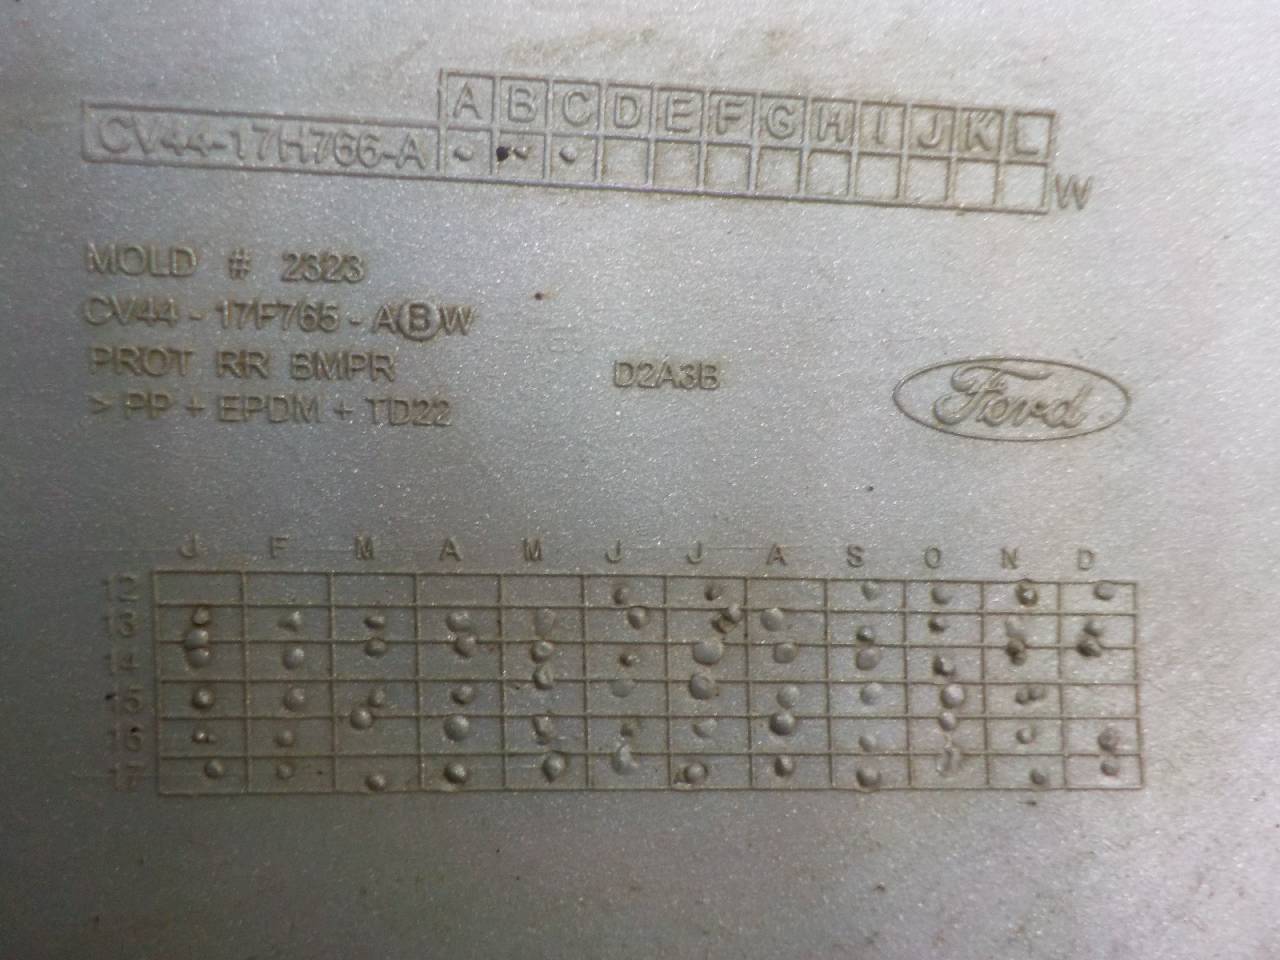 A B C D E F G H I J K L
CV44-17H766-A
W
MOLD # 2323
CV44 - 17F765 - ABW
PROT RR BMPR
D2A3B
> PP + EPDM + TD22
Ford
J F M A M J J A S O N D
12
13
14
15
16
17